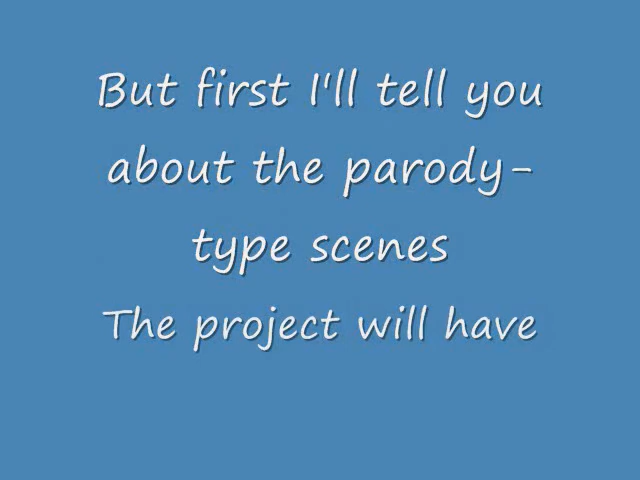 But first I'll tell you
about the parody-
type scenes
The project will have